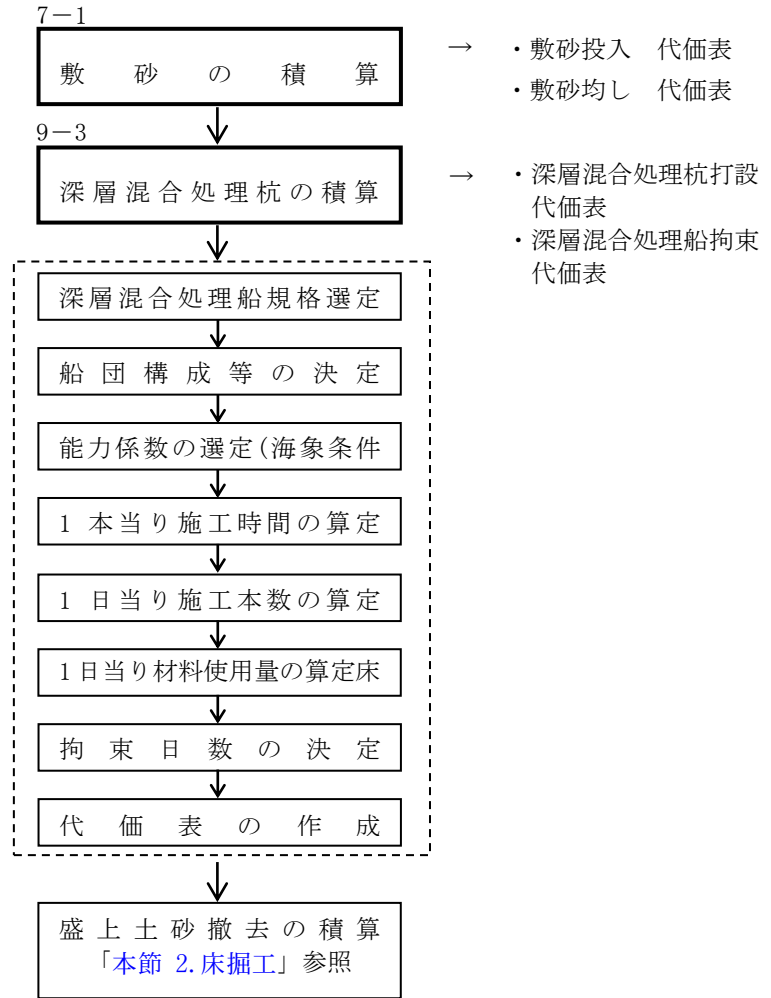 7－1
敷砂の積算
→ ・敷砂投入　代価表
・敷砂均し　代価表
9－3
深層混合処理杭の積算
→ ・深層混合処理杭打設
代価表
・深層混合処理船拘束
代価表
深層混合処理船規格選定
船団構成等の決定
能力係数の選定(海象条件
1 本当り施工時間の算定
1 日当り施工本数の算定
1日当り材料使用量の算定床
拘束日数の決定
代価表の作成
盛上土砂撤去の積算
「本節 2.床掘工」参照